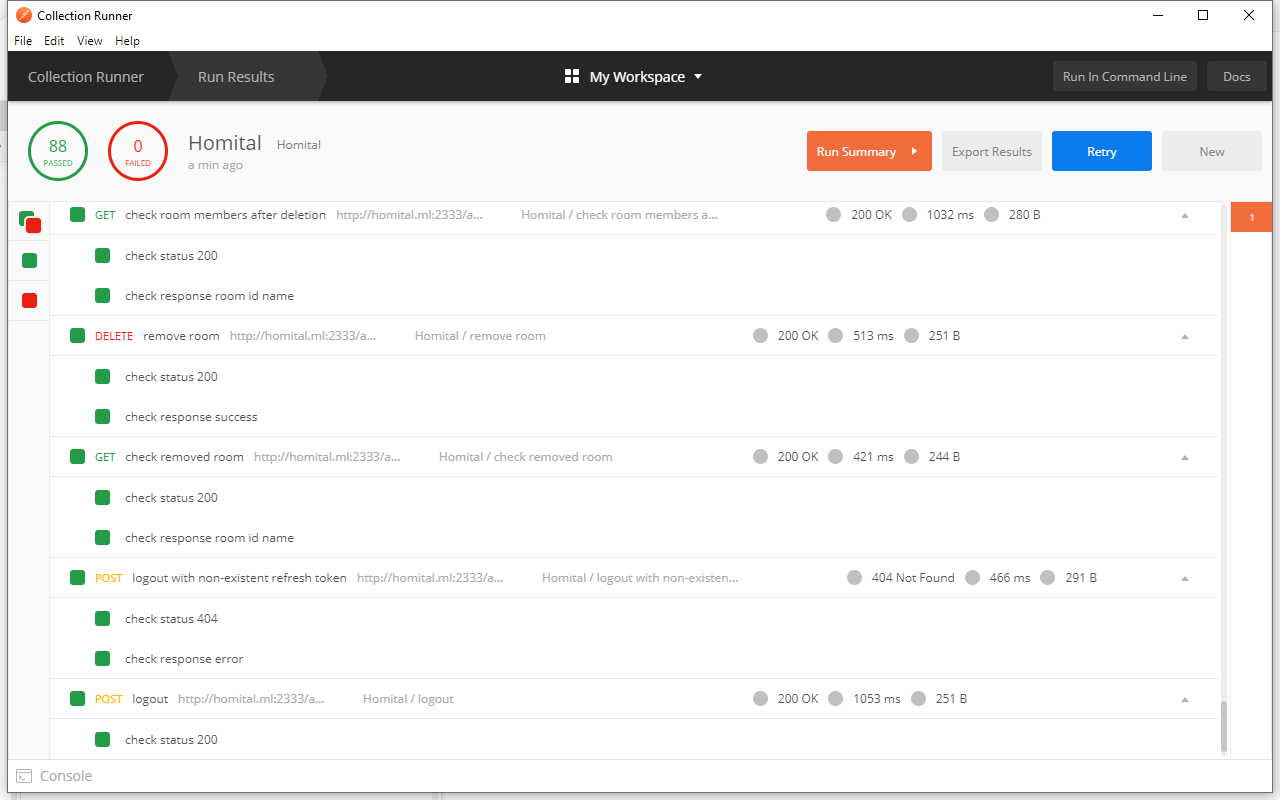 Collection Runner
File Edit View Help
Collection Runner Run Results My Workspace Run In Command Line Docs
88 PASSED 0 FAILED Homital Homital a min ago Run Summary Export Results Retry New
GET check room members after deletion http://homital.ml:2333/a... Homital / check room members a... 200 OK 1032 ms 280 B 1
check status 200
check response room id name
DELETE remove room http://homital.ml:2333/a... Homital / remove room 200 OK 513 ms 251 B
check status 200
check response success
GET check removed room http://homital.ml:2333/a... Homital / check removed room 200 OK 421 ms 244 B
check status 200
check response room id name
POST logout with non-existent refresh token http://homital.ml:2333/a... Homital / logout with non-existen... 404 Not Found 466 ms 291 B
check status 404
check response error
POST logout http://homital.ml:2333/a... Homital / logout 200 OK 1053 ms 251 B
check status 200
Console